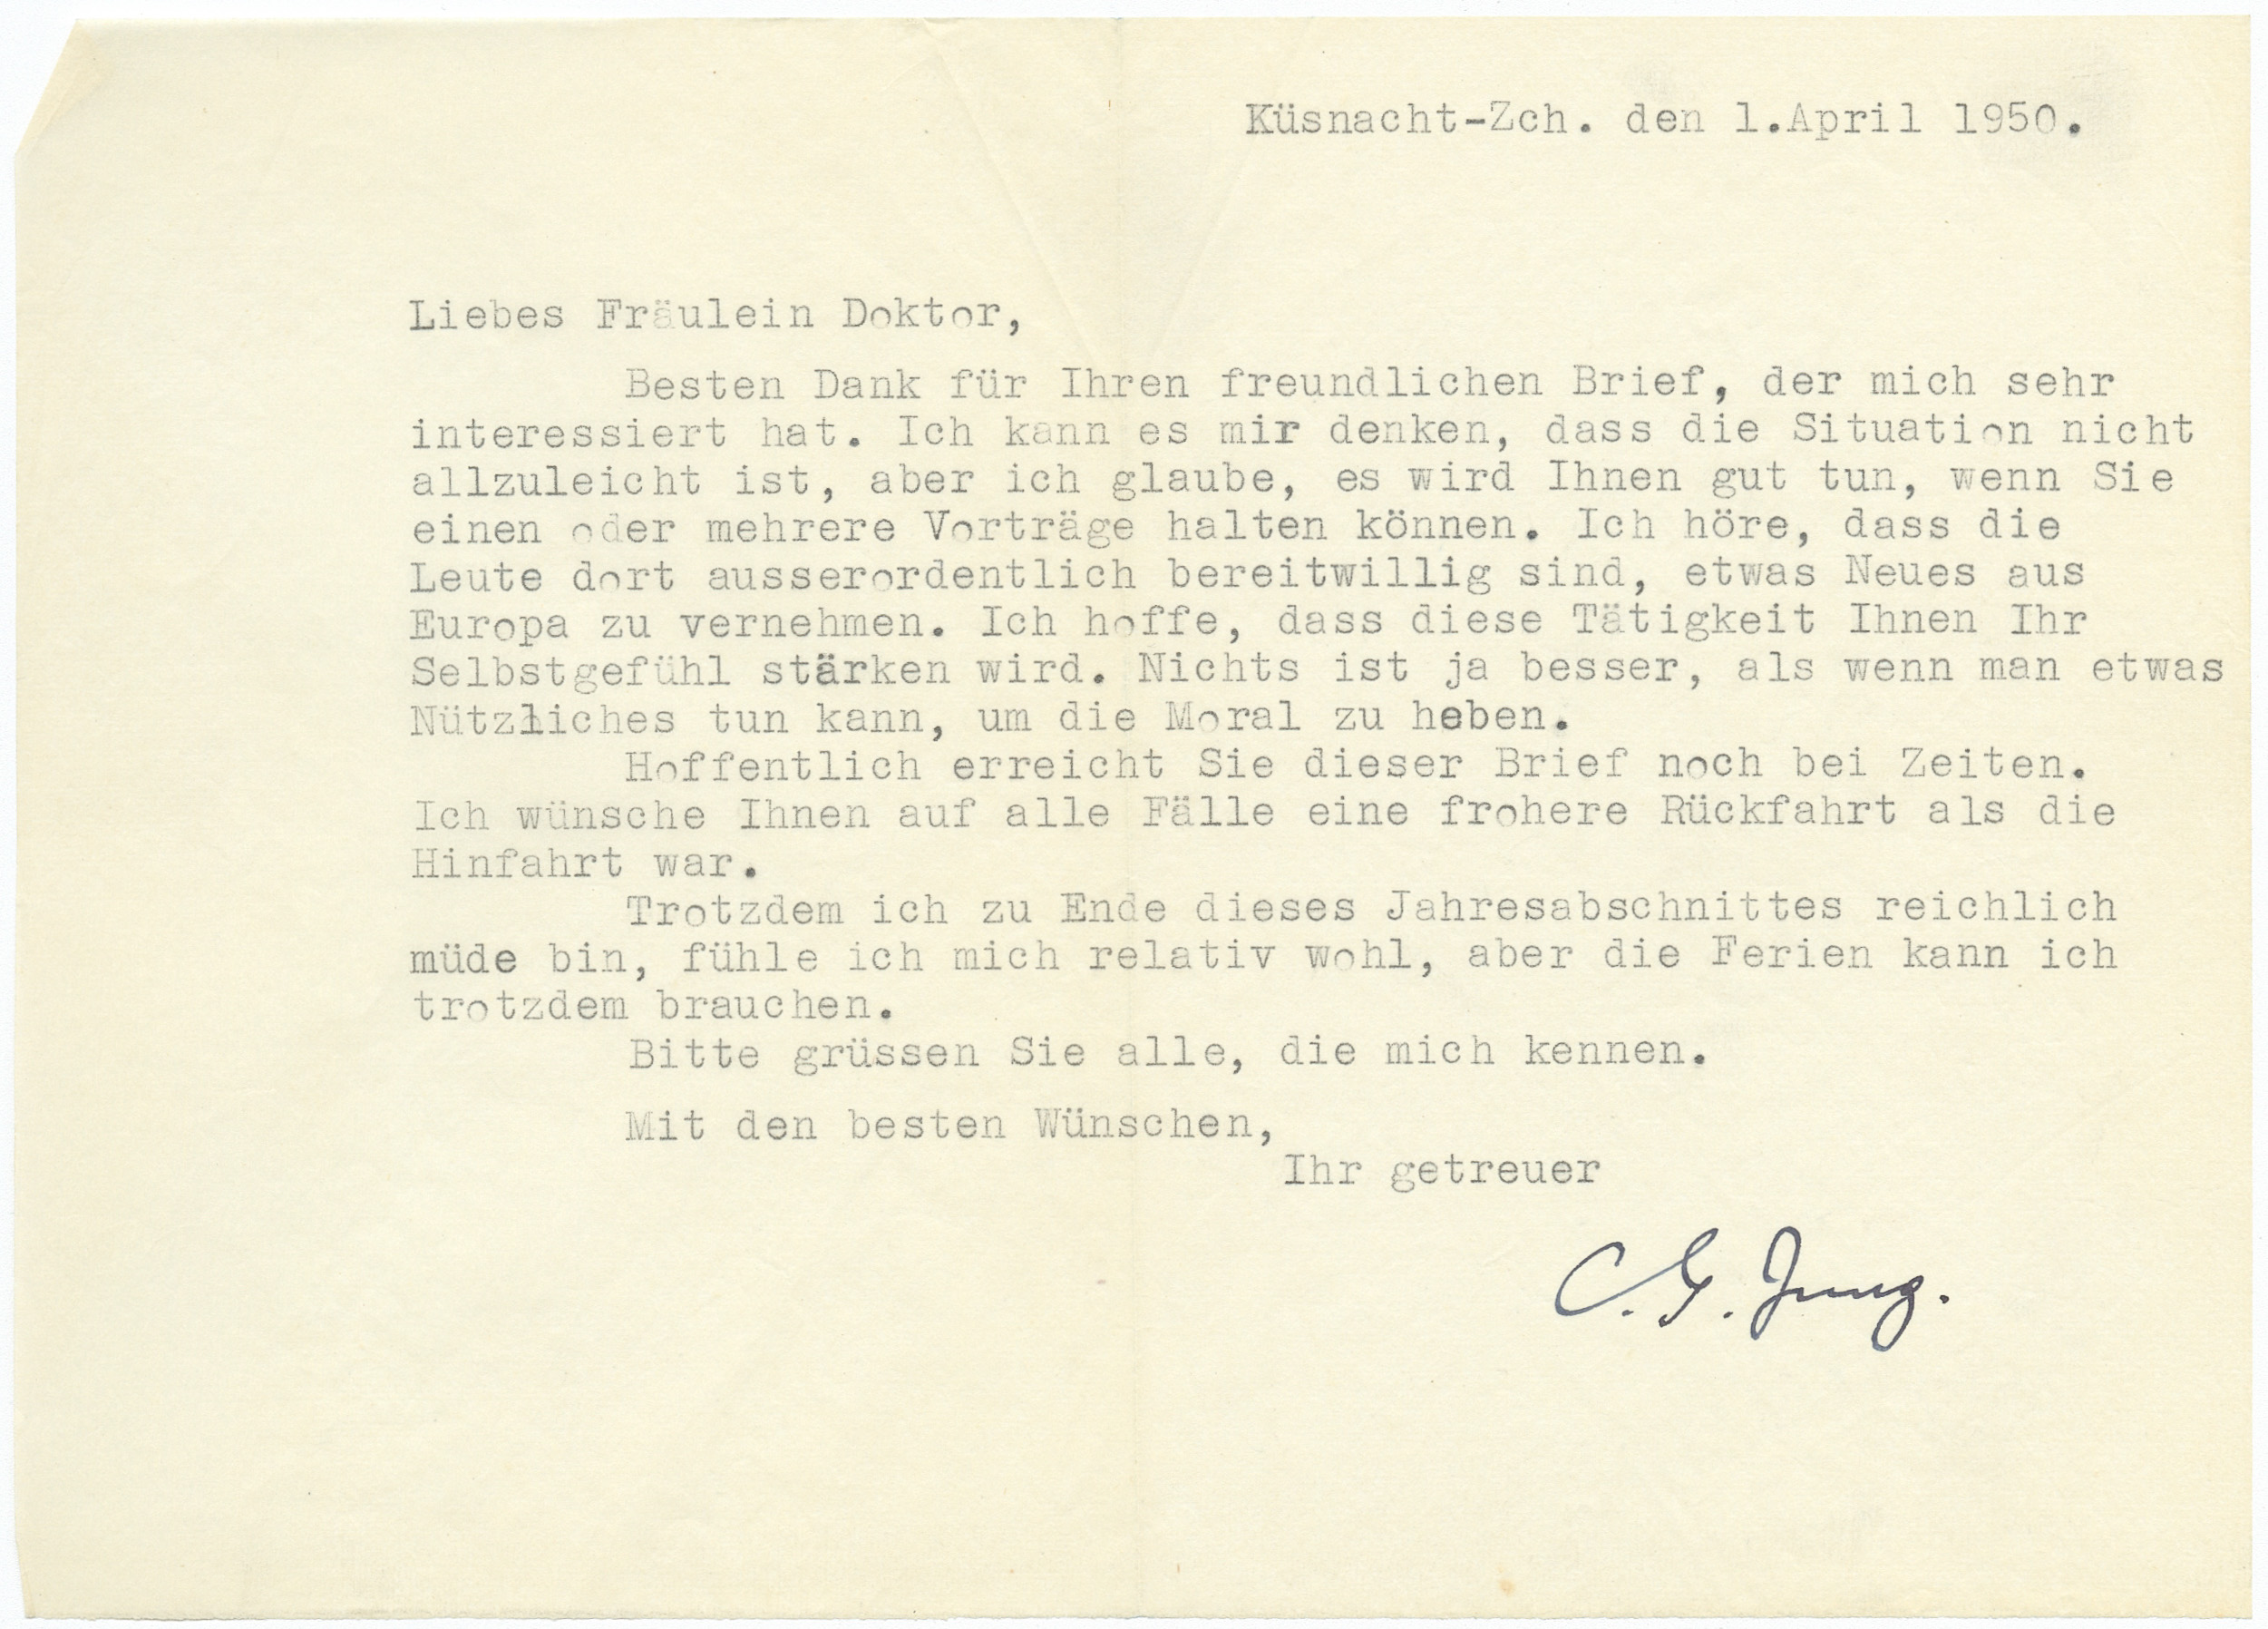 Küsnacht-Zch. den 1.April 1950.
Liebes Fräulein Doktor,
Besten Dank für Ihren freundlichen Brief, der mich sehr
interessiert hat. Ich kann es mir denken, dass die Situation nicht
allzuleicht ist, aber ich glaube, es wird Ihnen gut tun, wenn Sie
einen oder mehrere Vorträge halten können. Ich höre, dass die
Leute dort ausserordentlich bereitwillig sind, etwas Neues aus
Europa zu vernehmen. Ich hoffe, dass diese Tätigkeit Ihnen Ihr
Selbstgefühl stärken wird. Nichts ist ja besser, als wenn man etwas
Nützliches tun kann, um die Moral zu heben.
Hoffentlich erreicht Sie dieser Brief noch bei Zeiten.
Ich wünsche Ihnen auf alle Fälle eine frohere Rückfahrt als die
Hinfahrt war.
Trotzdem ich zu Ende dieses Jahresabschnittes reichlich
müde bin, fühle ich mich relativ wohl, aber die Ferien kann ich
trotzdem brauchen.
Bitte grüssen Sie alle, die mich kennen.
Mit den besten Wünschen,
Ihr getreuer
C. G. Jung.